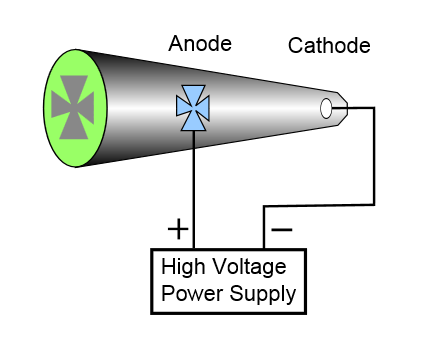 Anode
Cathode
+
−
High Voltage
Power Supply